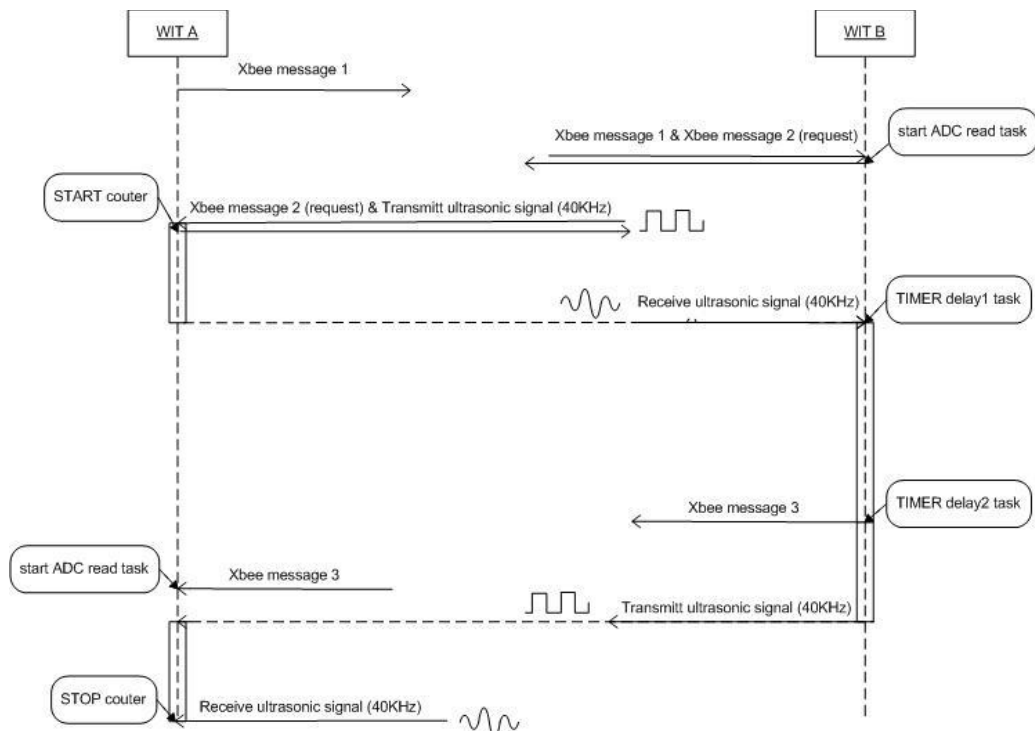 WIT A
WIT B
Xbee message 1
Xbee message 1 & Xbee message 2 (request)
start ADC read task
START couter
Xbee message 2 (request) & Transmitt ultrasonic signal (40KHz)
Receive ultrasonic signal (40KHz)
TIMER delay1 task
Xbee message 3
TIMER delay2 task
start ADC read task
Xbee message 3
Transmitt ultrasonic signal (40KHz)
STOP couter
Receive ultrasonic signal (40KHz)